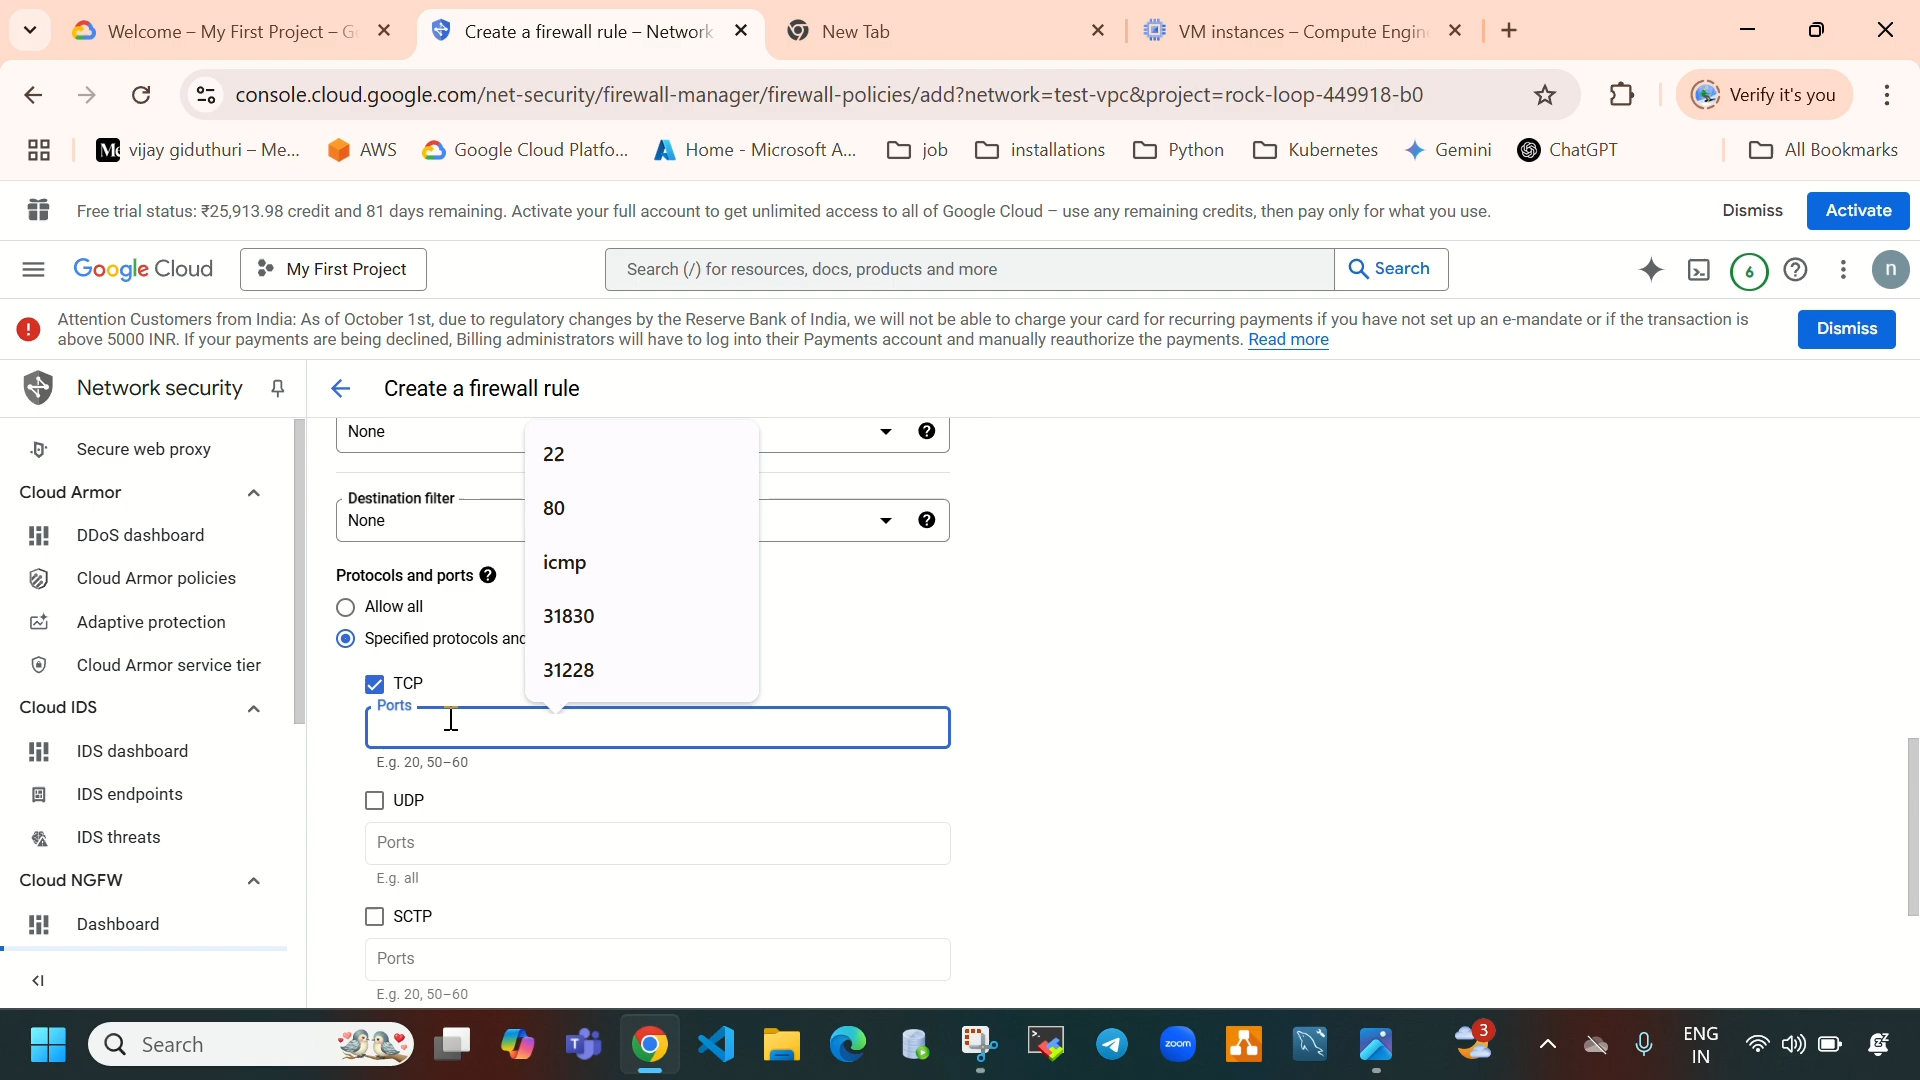 Welcome – My First Project – G
Create a firewall rule – Network
New Tab
VM instances – Compute Engin
console.cloud.google.com/net-security/firewall-manager/firewall-policies/add?network=test-vpc&project=rock-loop-449918-b0
Verify it's you
vijay giduthuri – Me...
AWS
Google Cloud Platfo...
Home - Microsoft A...
job
installations
Python
Kubernetes
Gemini
ChatGPT
All Bookmarks
Free trial status: ₹25,913.98 credit and 81 days remaining. Activate your full account to get unlimited access to all of Google Cloud – use any remaining credits, then pay only for what you use.
Dismiss
Activate
Google Cloud
My First Project
Search (/) for resources, docs, products and more
Search
6
n
Attention Customers from India: As of October 1st, due to regulatory changes by the Reserve Bank of India, we will not be able to charge your card for recurring payments if you have not set up an e-mandate or if the transaction is
above 5000 INR. If your payments are being declined, Billing administrators will have to log into their Payments account and manually reauthorize the payments. Read more
Dismiss
Network security
Create a firewall rule
Secure web proxy
Cloud Armor
DDoS dashboard
Cloud Armor policies
Adaptive protection
Cloud Armor service tier
Cloud IDS
IDS dashboard
IDS endpoints
IDS threats
Cloud NGFW
Dashboard
None
Destination filter
None
Protocols and ports
Allow all
Specified protocols and
22
80
icmp
31830
31228
TCP
Ports
E.g. 20, 50–60
UDP
Ports
E.g. all
SCTP
Ports
E.g. 20, 50–60
Search
zoom
3
ENG
IN